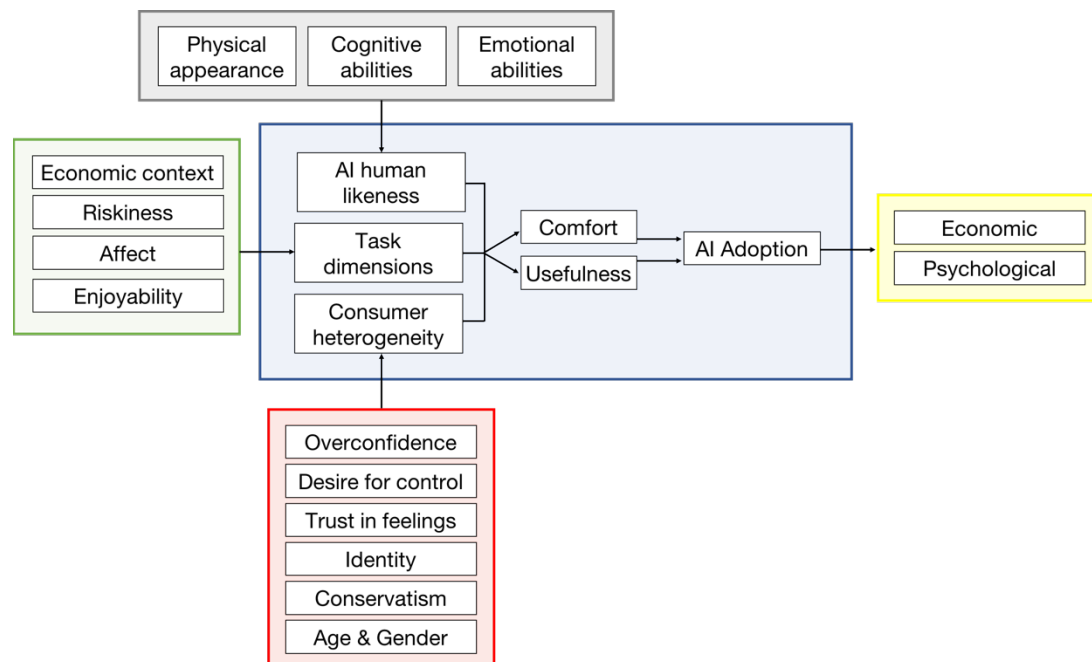 Physical
appearance
Cognitive
abilities
Emotional
abilities
Economic context
Riskiness
Affect
Enjoyability
AI human
likeness
Task
dimensions
Consumer
heterogeneity
Comfort
Usefulness
AI Adoption
Economic
Psychological
Overconfidence
Desire for control
Trust in feelings
Identity
Conservatism
Age & Gender